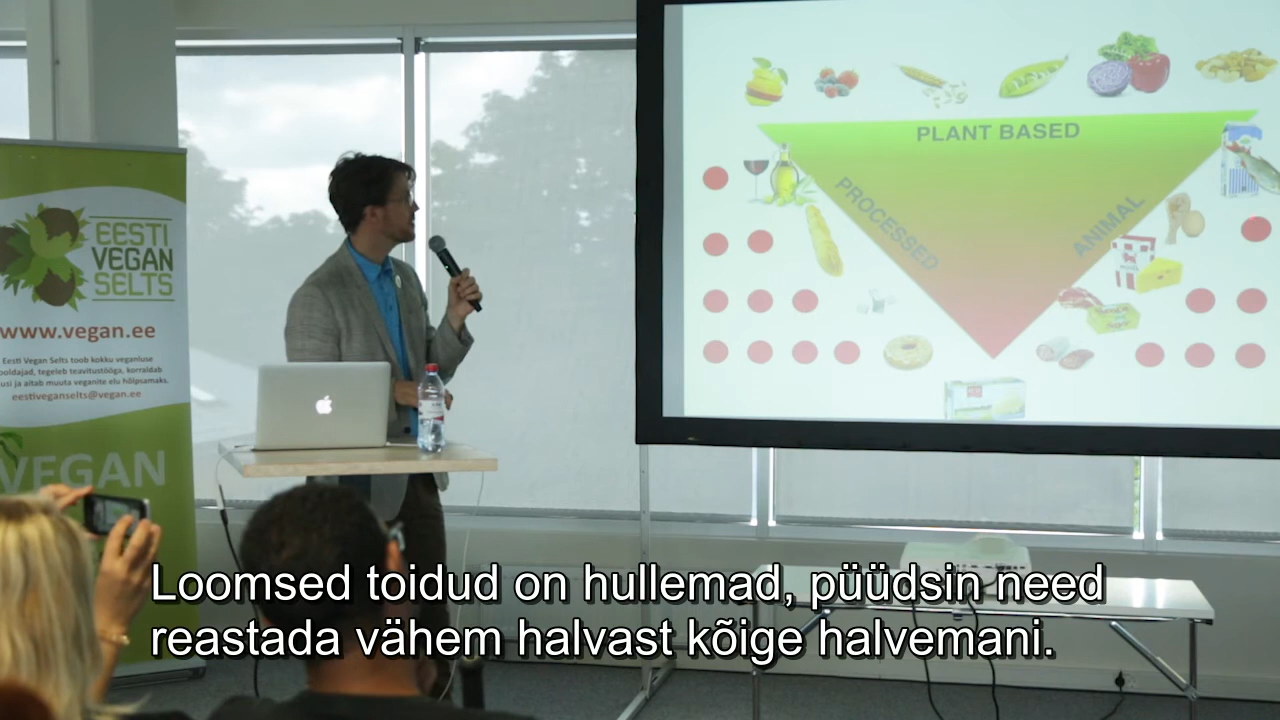 EESTI
VEGAN
SELTS
www.vegan.ee
Eesti Vegan Selts toob kokku veganluse
pooldajad, tegeleb teavitustööga, korraldab
usi ja aitab muuta veganite elu hõlpsamaks.
eestiveganselts@vegan.ee
VEGAN
PLANT BASED
PROCESSED
ANIMAL
Loomsed toidud on hullemad, püüdsin need
reastada vähem halvast kõige halvemani.